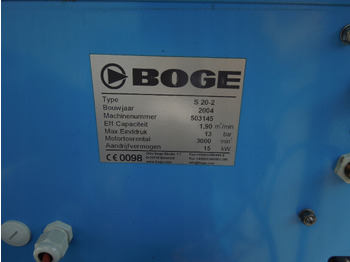 BOGE
Type S 20-2
Bouwjaar 2004
Machinenummer 503145
Eff.Capaciteit 1,90 m³/min
Max.Einddruk 13 bar
Motortoerental 3000 min⁻¹
Aandrijfvermogen 15 kW
CE 0098